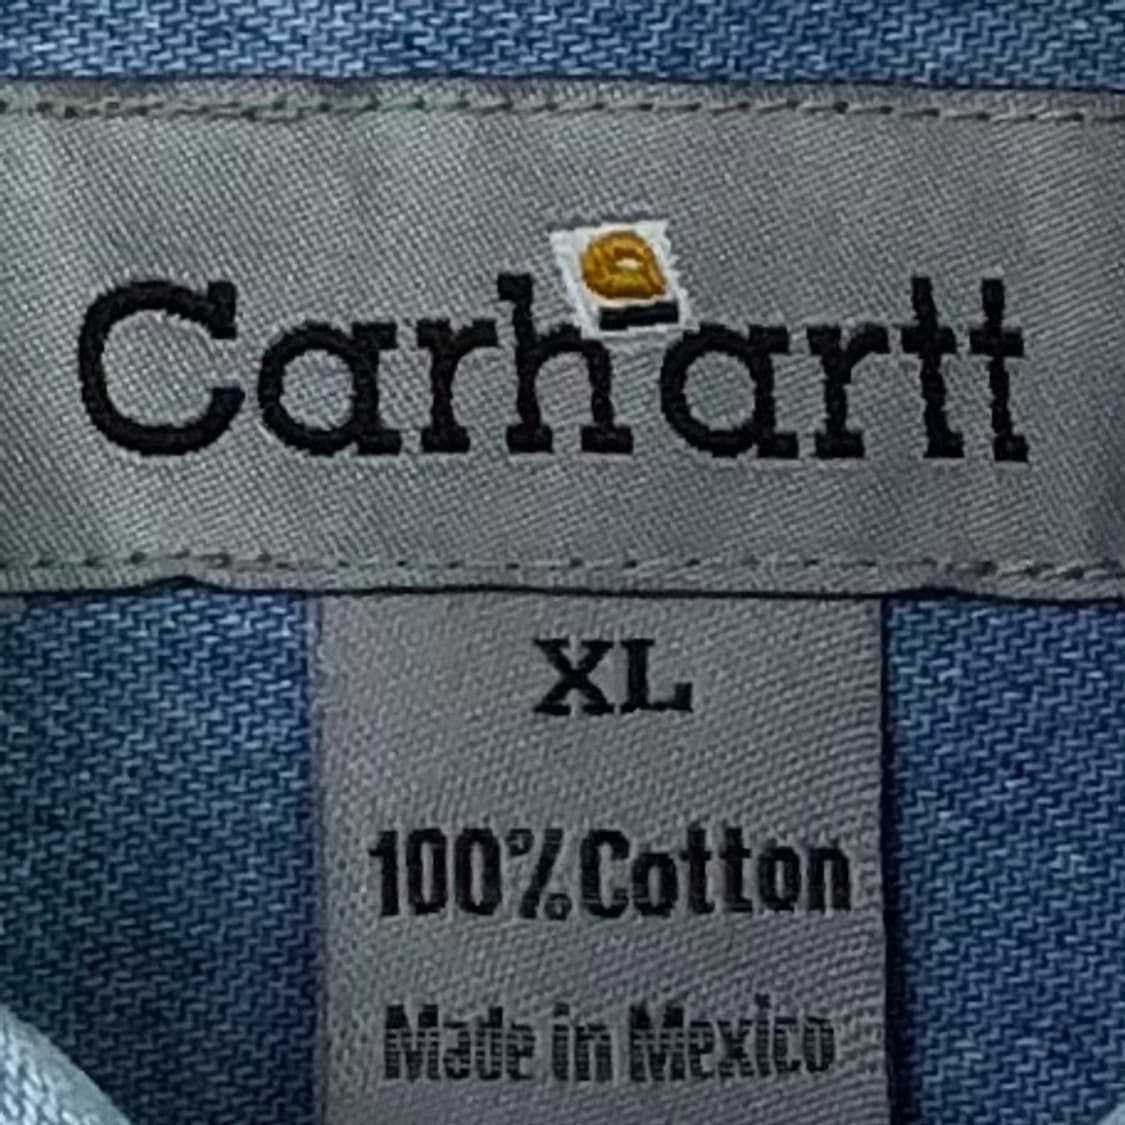 Carhartt
XL
100% Cotton
Made in Mexico